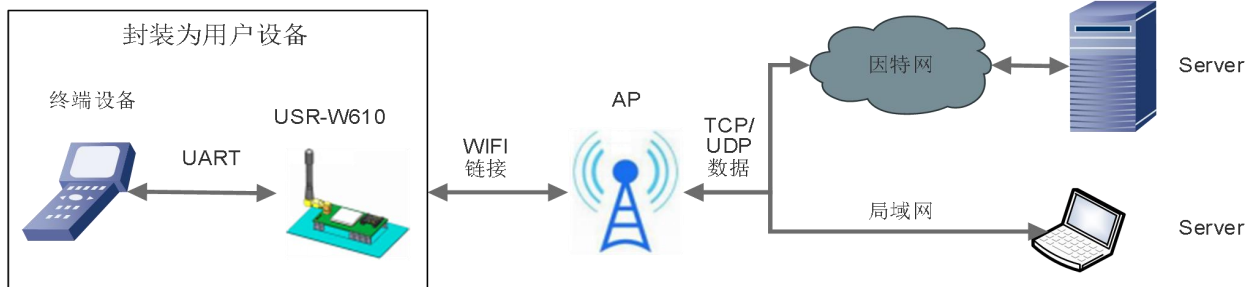 封装为用户设备
终端设备
USR-W610
UART
WIFI
链接
AP
TCP/
UDP
数据
因特网
Server
局域网
Server